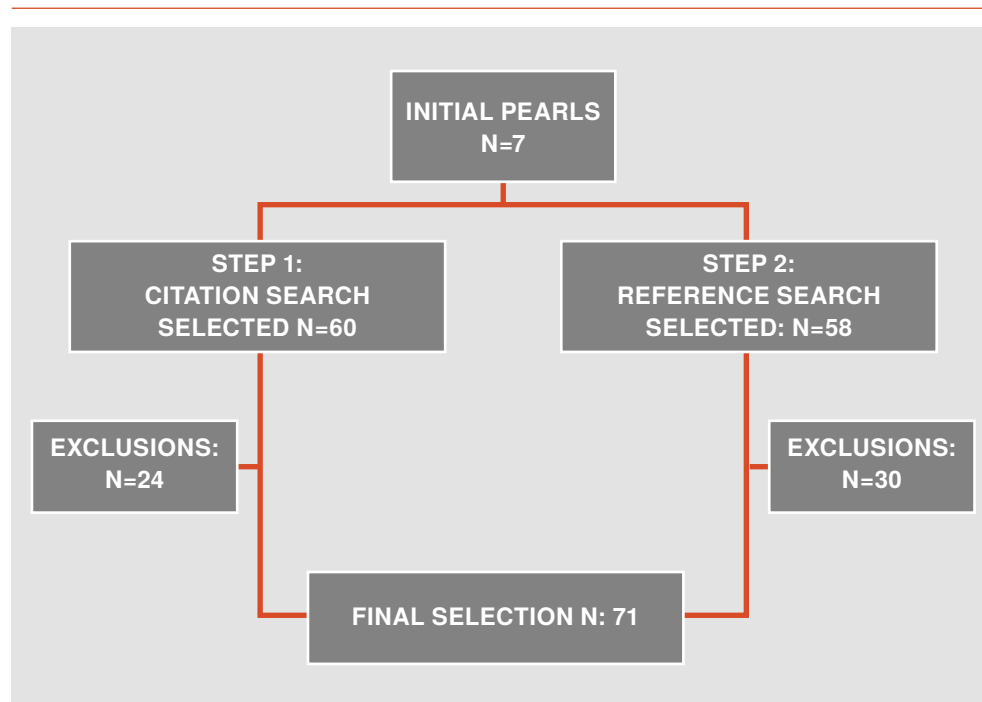 INITIAL PEARLS
N=7
STEP 1:
CITATION SEARCH
SELECTED N=60
STEP 2:
REFERENCE SEARCH
SELECTED: N=58
EXCLUSIONS:
N=24
EXCLUSIONS:
N=30
FINAL SELECTION N: 71